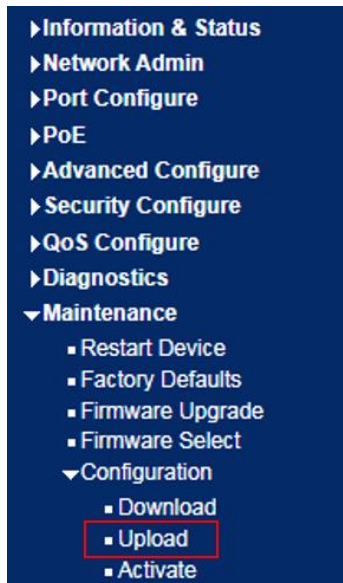 Information & Status
Network Admin
Port Configure
PoE
Advanced Configure
Security Configure
QoS Configure
Diagnostics
Maintenance
Restart Device
Factory Defaults
Firmware Upgrade
Firmware Select
Configuration
Download
Upload
Activate